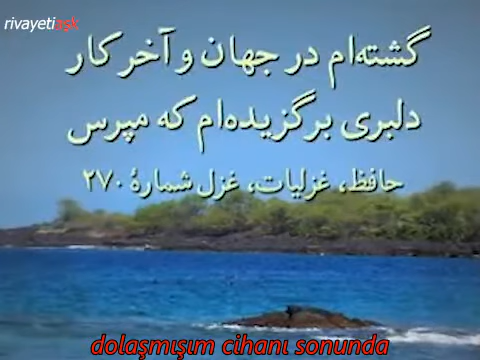 rivayetiaşk
گشته‌ام در جهان و آخر کار
دلبری برگزیده‌ام که مپرس
حافظ، غزلیات، غزل شمارهٔ ۲۷۰
dolaşmışım cihanı sonunda